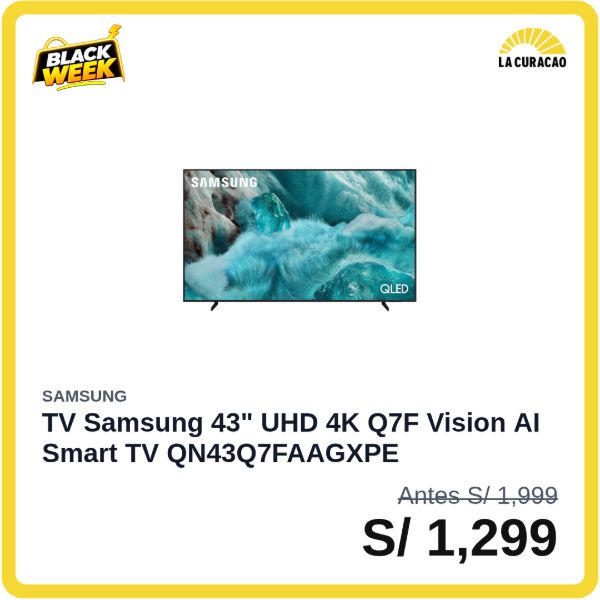 BLACK
WEEK
LA CURACAO
SAMSUNG
QLED
SAMSUNG
TV Samsung 43" UHD 4K Q7F Vision AI
Smart TV QN43Q7FAAGXPE
Antes S/ 1,999
S/ 1,299